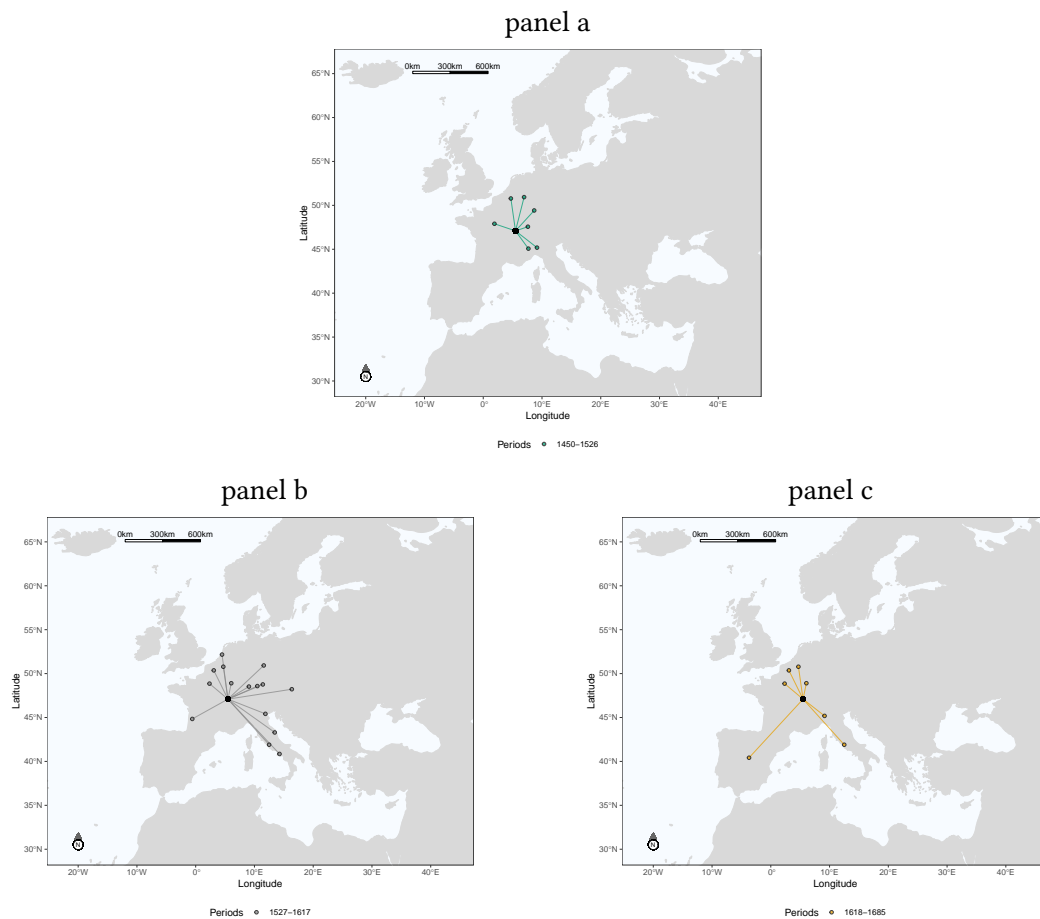 panel a
0km 300km 600km
65°N
60°N
55°N
50°N
45°N
40°N
35°N
30°N
Latitude
N
20°W 10°W 0° 10°E 20°E 30°E 40°E
Longitude
Periods 1450−1526
panel b
0km 300km 600km
65°N
60°N
55°N
50°N
45°N
40°N
35°N
30°N
Latitude
N
20°W 10°W 0° 10°E 20°E 30°E 40°E
Longitude
Periods 1527−1617
panel c
0km 300km 600km
65°N
60°N
55°N
50°N
45°N
40°N
35°N
30°N
Latitude
N
20°W 10°W 0° 10°E 20°E 30°E 40°E
Longitude
Periods 1618−1685